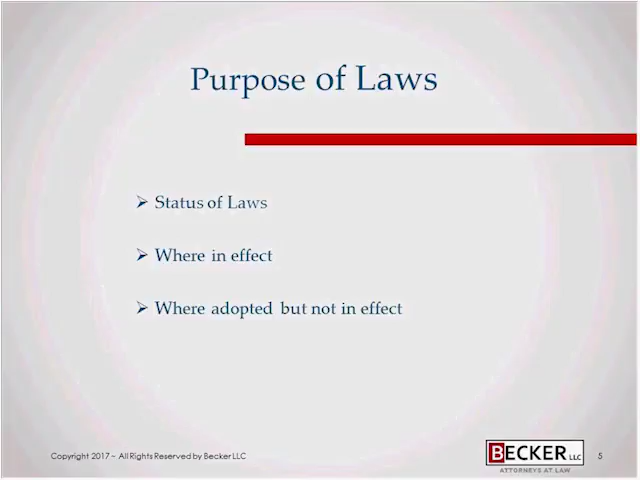 Purpose of Laws
Status of Laws
Where in effect
Where adopted but not in effect
Copyright 2017 ~ All Rights Reserved by Becker LLC
BECKER LLC
ATTORNEYS AT LAW
5